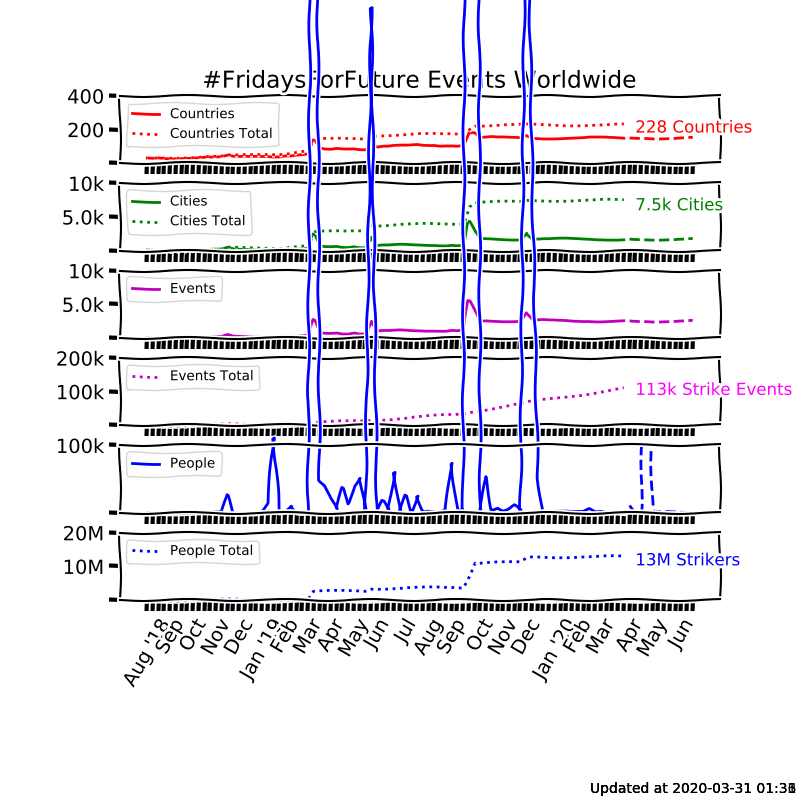 #FridaysForFuture Events Worldwide
400
200
Countries
Countries Total
228 Countries
10k
5.0k
Cities
Cities Total
7.5k Cities
10k
5.0k
Events
200k
100k
Events Total
113k Strike Events
100k
People
20M
10M
People Total
13M Strikers
Aug '18 Sep Oct Nov Dec Jan '19 Feb Mar Apr May Jun Jul Aug Sep Oct Nov Dec Jan '20 Feb Mar Apr May Jun
Updated at 2020-03-31